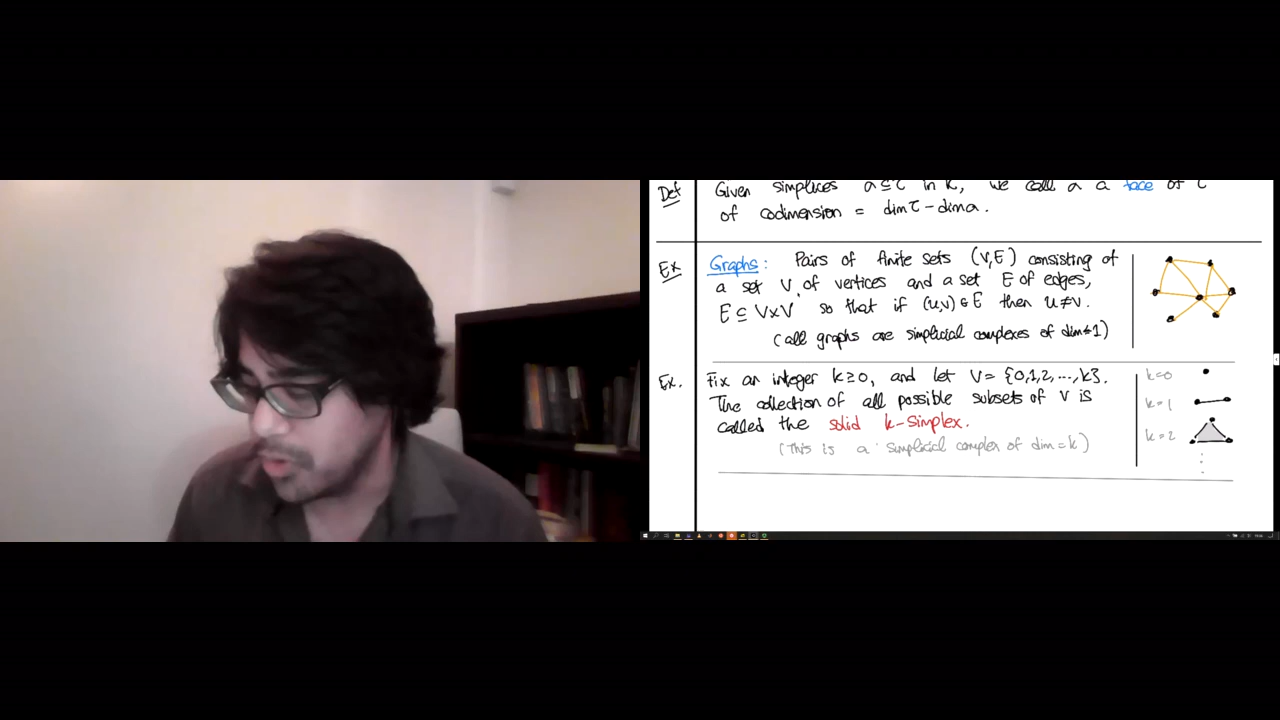 Def Given simplices α ⊆ τ in K, we call α a face of τ
of codimension = dim τ - dim α.
Ex Graphs: Pairs of finite sets (V,E) consisting of
a set V of vertices and a set E of edges,
E ⊆ V×V so that if (u,v) ∈ E then u≠v.
(all graphs are simplicial complexes of dim ≤ 1)
Ex. Fix an integer k≥0, and let V = {0,1,2,...,k}.
The collection of all possible subsets of V is
called the solid k-simplex.
(This is a simplicial complex of dim = k)
k=0
k=1
k=2